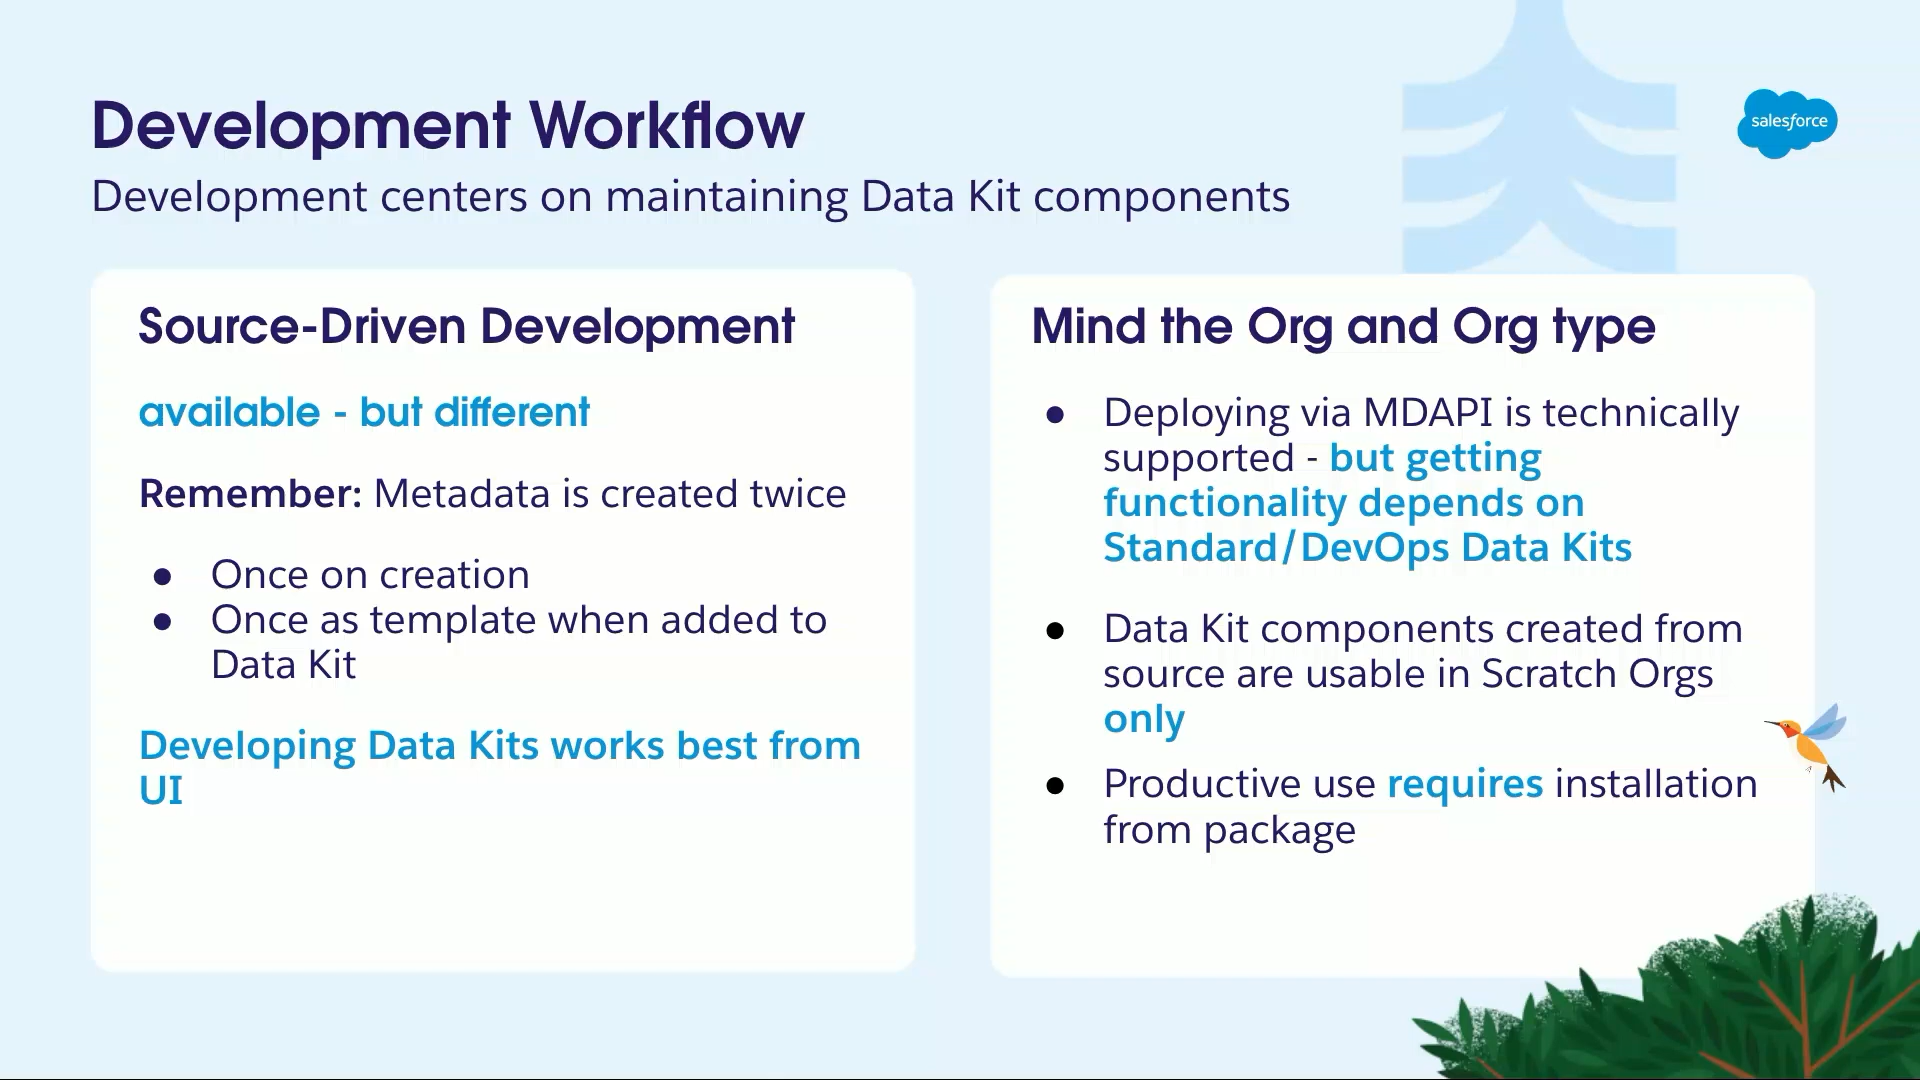 Development Workflow
salesforce
Development centers on maintaining Data Kit components
Source-Driven Development
available - but different
Remember: Metadata is created twice
● Once on creation
● Once as template when added to
Data Kit
Developing Data Kits works best from
UI
Mind the Org and Org type
● Deploying via MDAPI is technically
supported - but getting
functionality depends on
Standard/DevOps Data Kits
● Data Kit components created from
source are usable in Scratch Orgs
only
● Productive use requires installation
from package